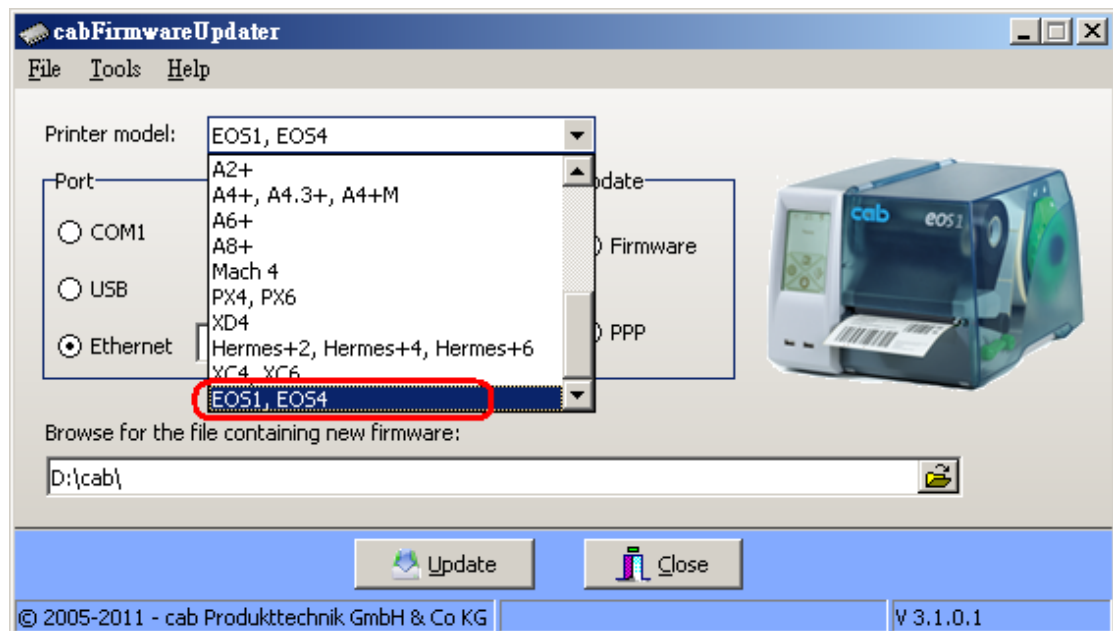 cabFirmwareUpdater
File Tools Help
Printer model: EOS1, EOS4
A2+
A4+, A4.3+, A4+M
A6+
A8+
Mach 4
PX4, PX6
XD4
Hermes+2, Hermes+4, Hermes+6
XC4, XC6
EOS1, EOS4
Port
COM1
USB
Ethernet
pdate
Firmware
PPP
cab eos1
Browse for the file containing new firmware:
D:\cab\
Update Close
© 2005-2011 - cab Produkttechnik GmbH & Co KG V 3.1.0.1